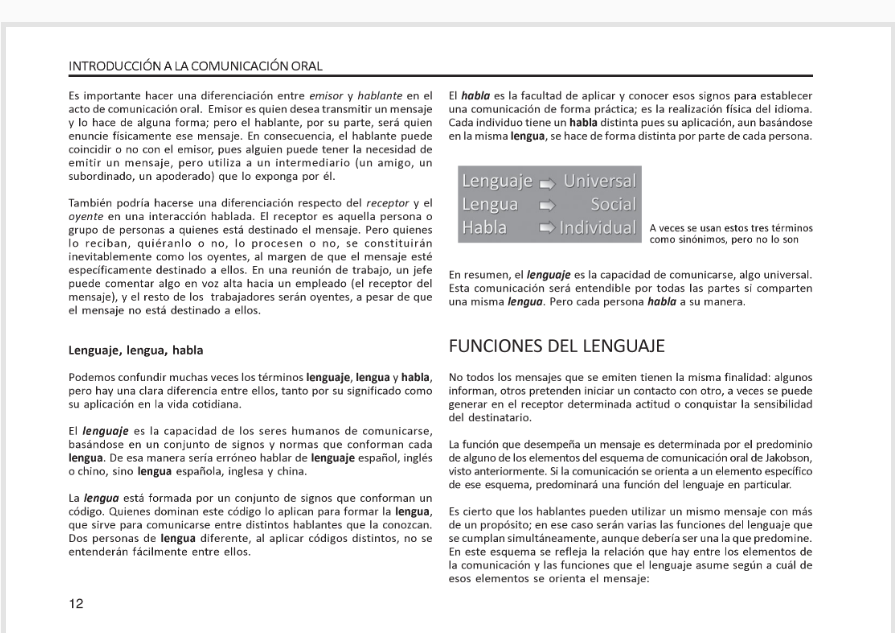 INTRODUCCIÓN A LA COMUNICACIÓN ORAL
Es importante hacer una diferenciación entre emisor y hablante en el
acto de comunicación oral. Emisor es quien desea transmitir un mensaje
y lo hace de alguna forma; pero el hablante, por su parte, será quien
enuncie físicamente ese mensaje. En consecuencia, el hablante puede
coincidir o no con el emisor, pues alguien puede tener la necesidad de
emitir un mensaje, pero utiliza a un intermediario (un amigo, un
subordinado, un apoderado) que lo exponga por él.
También podría hacerse una diferenciación respecto del receptor y el
oyente en una interacción hablada. El receptor es aquella persona o
grupo de personas a quienes está destinado el mensaje. Pero quienes
lo reciban, quiéranlo o no, lo procesen o no, se constituirán
inevitablemente como los oyentes, al margen de que el mensaje esté
específicamente destinado a ellos. En una reunión de trabajo, un jefe
puede comentar algo en voz alta hacia un empleado (el receptor del
mensaje), y el resto de los trabajadores serán oyentes, a pesar de que
el mensaje no está destinado a ellos.
Lenguaje, lengua, habla
Podemos confundir muchas veces los términos lenguaje, lengua y habla,
pero hay una clara diferencia entre ellos, tanto por su significado como
su aplicación en la vida cotidiana.
El lenguaje es la capacidad de los seres humanos de comunicarse,
basándose en un conjunto de signos y normas que conforman cada
lengua. De esa manera sería erróneo hablar de lenguaje español, inglés
o chino, sino lengua española, inglesa y china.
La lengua está formada por un conjunto de signos que conforman un
código. Quienes dominan este código lo aplican para formar la lengua,
que sirve para comunicarse entre distintos hablantes que la conozcan.
Dos personas de lengua diferente, al aplicar códigos distintos, no se
entenderán fácilmente entre ellos.
12
El habla es la facultad de aplicar y conocer esos signos para establecer
una comunicación de forma práctica; es la realización física del idioma.
Cada individuo tiene un habla distinta pues su aplicación, aun basándose
en la misma lengua, se hace de forma distinta por parte de cada persona.
Lenguaje Universal
Lengua Social
Habla Individual
A veces se usan estos tres términos
como sinónimos, pero no lo son
En resumen, el lenguaje es la capacidad de comunicarse, algo universal.
Esta comunicación será entendible por todas las partes si comparten
una misma lengua. Pero cada persona habla a su manera.
FUNCIONES DEL LENGUAJE
No todos los mensajes que se emiten tienen la misma finalidad: algunos
informan, otros pretenden iniciar un contacto con otro, a veces se puede
generar en el receptor determinada actitud o conquistar la sensibilidad
del destinatario.
La función que desempeña un mensaje es determinada por el predominio
de alguno de los elementos del esquema de comunicación oral de Jakobson,
visto anteriormente. Si la comunicación se orienta a un elemento específico
de ese esquema, predominará una función del lenguaje en particular.
Es cierto que los hablantes pueden utilizar un mismo mensaje con más
de un propósito; en ese caso serán varias las funciones del lenguaje que
se cumplan simultáneamente, aunque debería ser una la que predomine.
En este esquema se refleja la relación que hay entre los elementos de
la comunicación y las funciones que el lenguaje asume según a cuál de
esos elementos se orienta el mensaje: